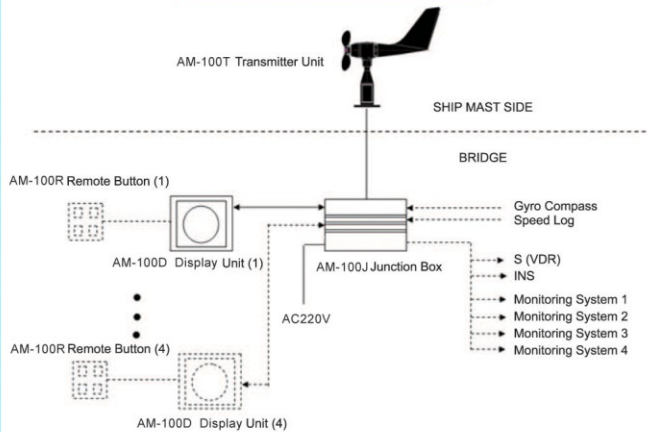 AM-100T Transmitter Unit
SHIP MAST SIDE
BRIDGE
AM-100R Remote Button (1)
Gyro Compass
Speed Log
AM-100D Display Unit (1)
AM-100J Junction Box
S (VDR)
INS
Monitoring System 1
Monitoring System 2
Monitoring System 3
Monitoring System 4
AC220V
AM-100R Remote Button (4)
AM-100D Display Unit (4)